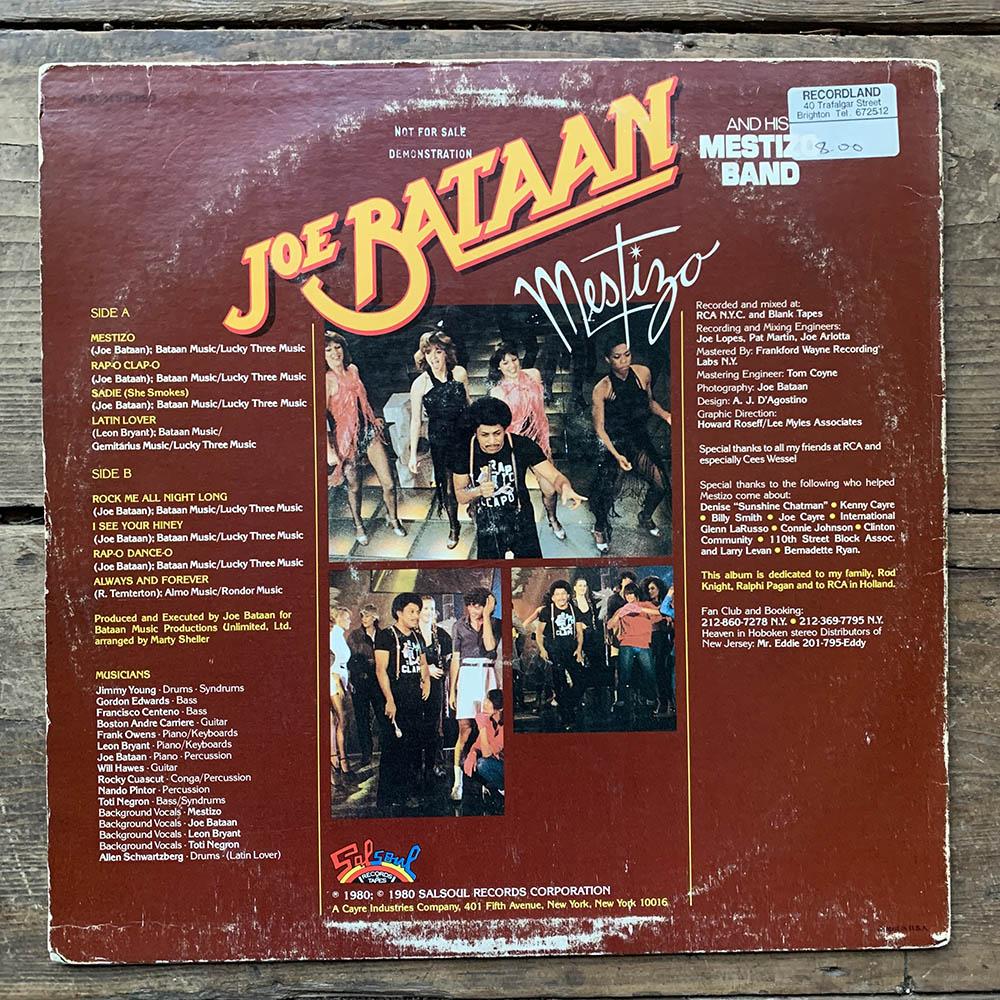 NOT FOR SALE
DEMONSTRATION
RECORDLAND
40 Trafalgar Street
Brighton Tel. 672512
8.00
JOE BATAAN
AND HIS
MESTIZO
BAND
Mestizo
SIDE A
MESTIZO
(Joe Bataan); Bataan Music/Lucky Three Music
RAP-O CLAP-O
(Joe Bataan); Bataan Music/Lucky Three Music
SADIE (She Smokes)
(Joe Bataan); Bataan Music/Lucky Three Music
LATIN LOVER
(Leon Bryant); Bataan Music/
Gemitárius Music/Lucky Three Music
SIDE B
ROCK ME ALL NIGHT LONG
(Joe Bataan); Bataan Music/Lucky Three Music
I SEE YOUR HINEY
(Joe Bataan); Bataan Music/Lucky Three Music
RAP-O DANCE-O
(Joe Bataan); Bataan Music/Lucky Three Music
ALWAYS AND FOREVER
(R. Temterton); Almo Music/Rondor Music
Produced and Executed by Joe Bataan for
Bataan Music Productions Unlimited, Ltd.
arranged by Marty Sheller
MUSICIANS
Jimmy Young · Drums · Syndrums
Gordon Edwards · Bass
Francisco Centeno · Bass
Boston Andre Carriere · Guitar
Frank Owens · Piano/Keyboards
Leon Bryant · Piano/Keyboards
Joe Bataan · Piano · Percussion
Will Hawes · Guitar
Rocky Cuascut · Conga/Percussion
Nando Pintor · Percussion
Toti Negron · Bass/Syndrums
Background Vocals · Mestizo
Background Vocals · Joe Bataan
Background Vocals · Leon Bryant
Background Vocals · Toti Negron
Allen Schwartzberg · Drums · (Latin Lover)
Recorded and mixed at:
RCA N.Y.C. and Blank Tapes
Recording and Mixing Engineers:
Joe Lopes, Pat Martin, Joe Ariotta
Mastered By: Frankford Wayne Recording
Labs N.Y.
Mastering Engineer: Tom Coyne
Photography: Joe Bataan
Design: A. J. D'Agostino
Graphic Direction:
Howard Roseff/Lee Myles Associates
Special thanks to all my friends at RCA and
especially Cees Wessel
Special thanks to the following who helped
Mestizo come about:
Denise "Sunshine Chatman" • Kenny Cayre
• Billy Smith • Joe Cayre • International
Glenn LaRusso • Connie Johnson • Clinton
Community • 110th Street Block Assoc.
and Larry Levan • Bernadette Ryan.
This album is dedicated to my family, Rod
Knight, Ralphi Pagan and to RCA in Holland.
Fan Club and Booking:
212-860-7278 N.Y. • 212-369-7795 N.Y.
Heaven in Hoboken stereo Distributors of
New Jersey: Mr. Eddie 201-795-Eddy
Salsoul
RECORDS
TAPES
℗ 1980; © 1980 SALSOUL RECORDS CORPORATION
A Cayre Industries Company, 401 Fifth Avenue, New York, New York 10016